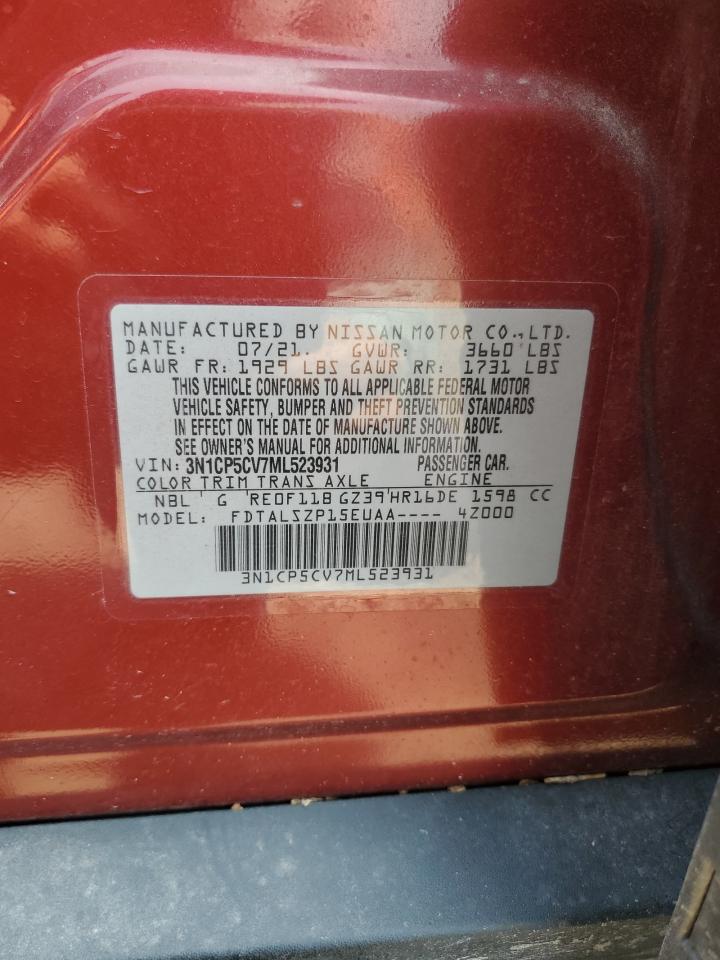 MANUFACTURED BY NISSAN MOTOR CO., LTD.
DATE: 07/21. GVWR: 3660 LBS
GAWR FR: 1929 LBS GAWR RR: 1731 LBS
THIS VEHICLE CONFORMS TO ALL APPLICABLE FEDERAL MOTOR
VEHICLE SAFETY, BUMPER AND THEFT PREVENTION STANDARDS
IN EFFECT ON THE DATE OF MANUFACTURE SHOWN ABOVE.
SEE OWNER'S MANUAL FOR ADDITIONAL INFORMATION.
VIN: 3N1CP5CV7ML523931 PASSENGER CAR.
COLOR TRIM TRANS AXLE ENGINE
NBL G RE0F11B GZ39 HR16DE 1598 CC
MODEL: FDTALSZP15EUAA---- 4Z000
3N1CP5CV7ML523931